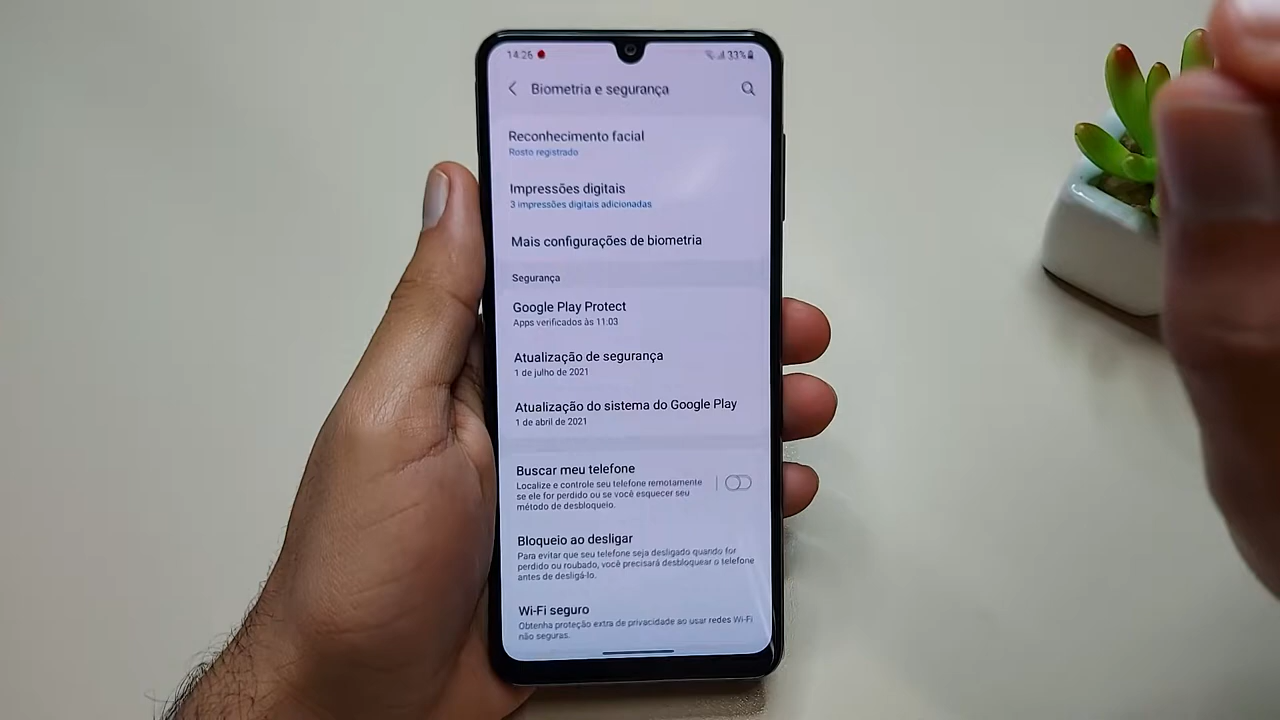 14:26
33%
Biometria e segurança
Reconhecimento facial
Rosto registrado
Impressões digitais
3 impressões digitais adicionadas
Mais configurações de biometria
Segurança
Google Play Protect
Apps verificados às 11:03
Atualização de segurança
1 de julho de 2021
Atualização do sistema do Google Play
1 de abril de 2021
Buscar meu telefone
Localize e controle seu telefone remotamente
se ele for perdido ou se você esquecer seu
método de desbloqueio.
Bloqueio ao desligar
Para evitar que seu telefone seja desligado quando for
perdido ou roubado, você precisará desbloquear o telefone
antes de desligá-lo.
Wi-Fi seguro
Obtenha proteção extra de privacidade ao usar redes Wi-Fi
não seguras.